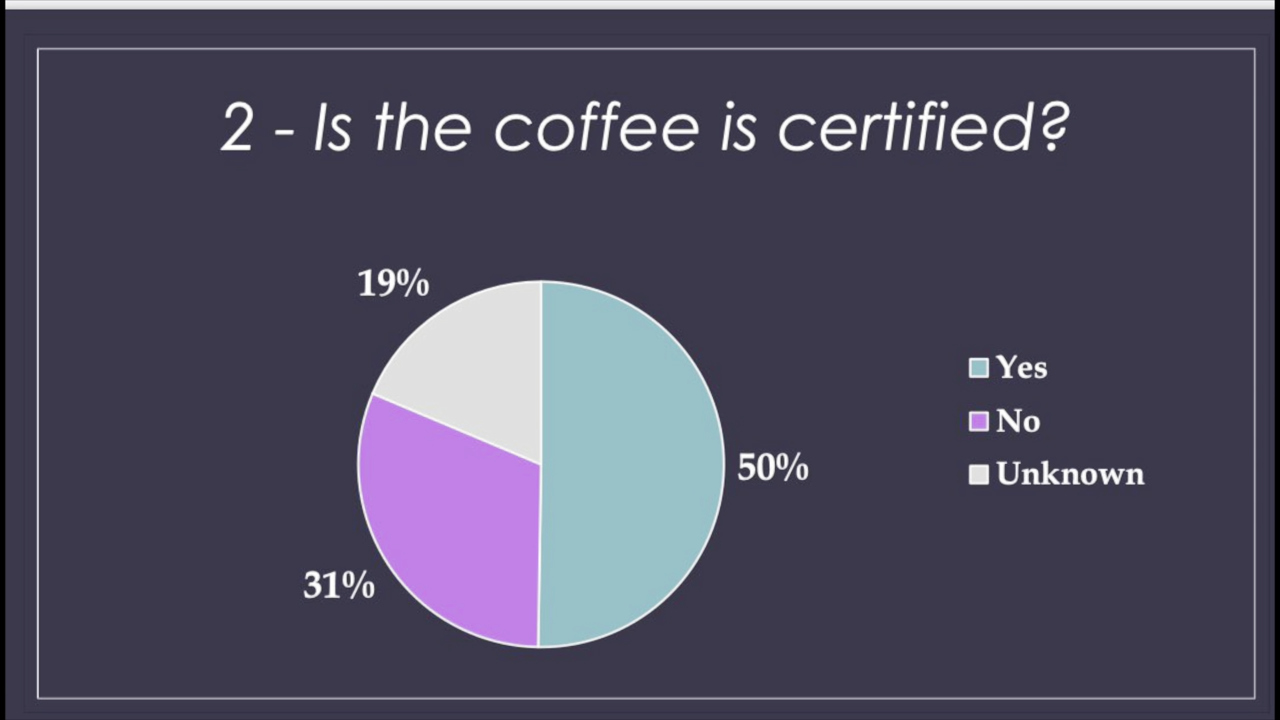 2 - Is the coffee is certified?
19%
50%
31%
Yes
No
Unknown